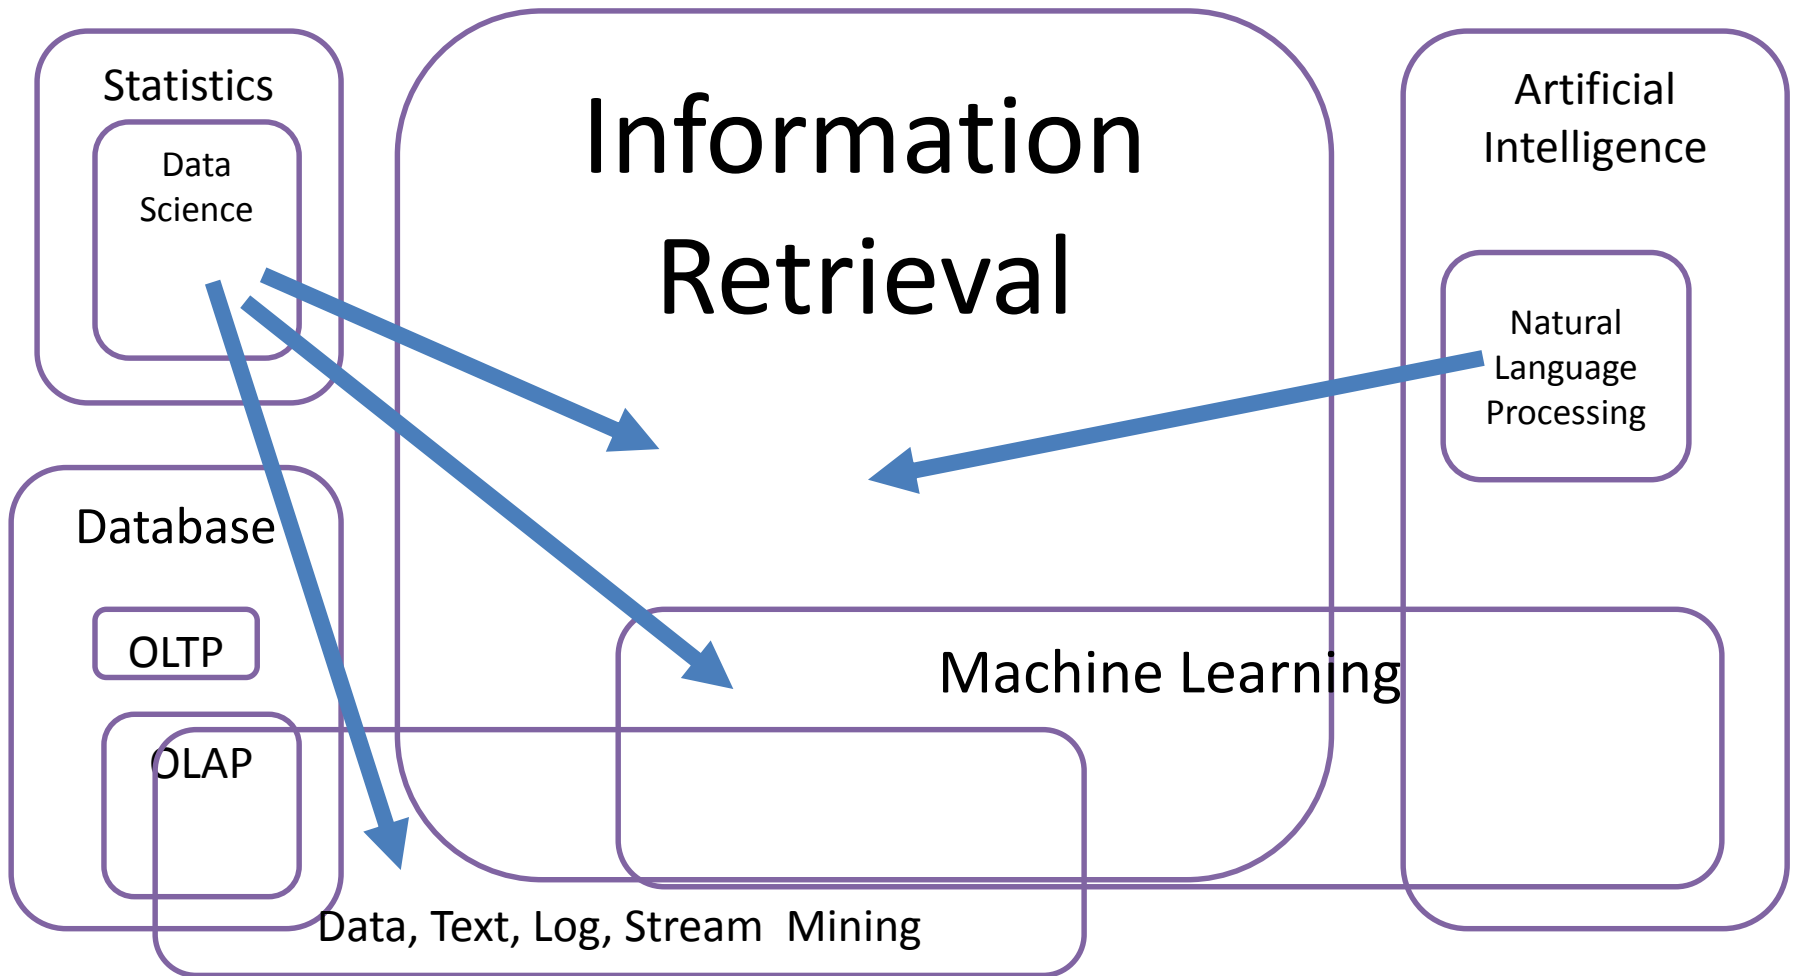 Statistics
Data
Science
Information
Retrieval
Artificial
Intelligence
Natural
Language
Processing
Database
OLTP
OLAP
Machine Learning
Data, Text, Log, Stream  Mining